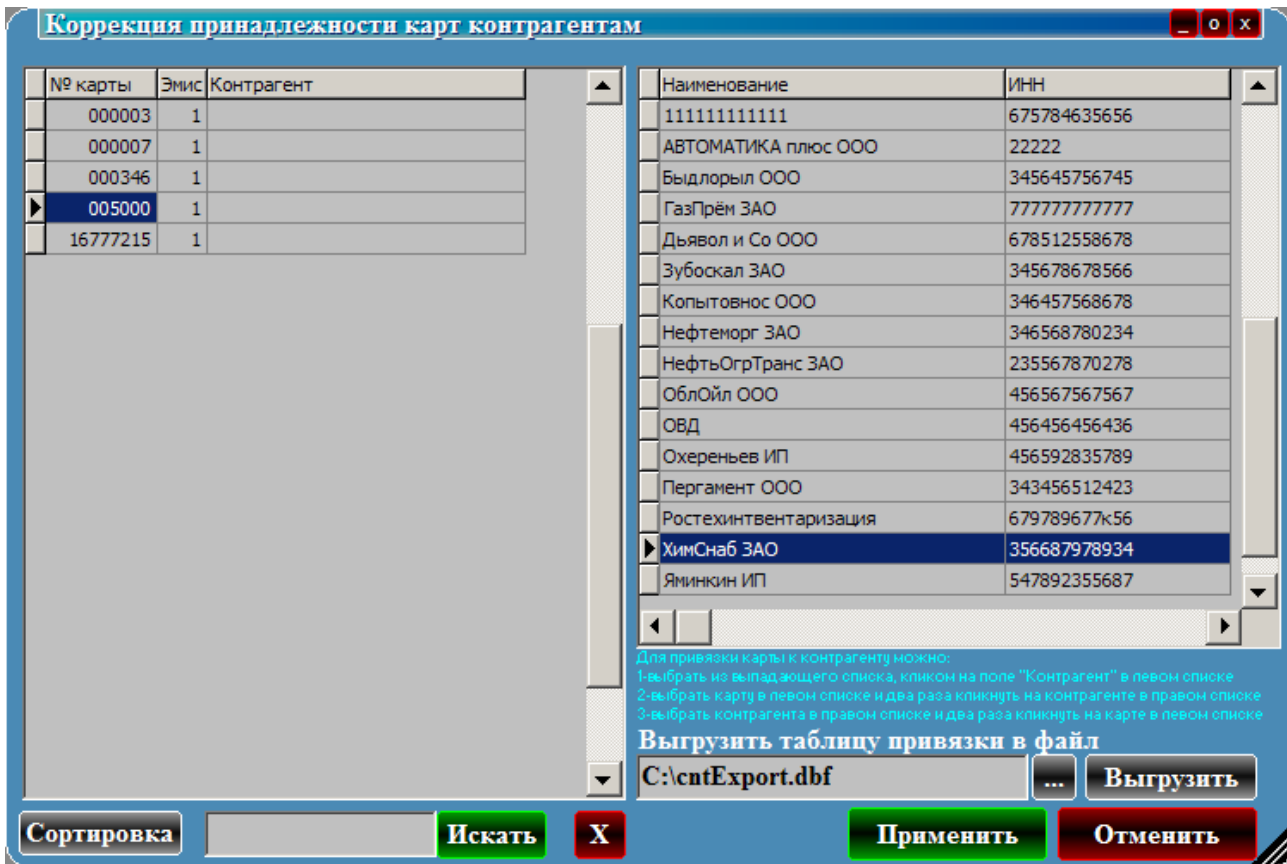 Коррекция принадлежности карт контрагентам
_ o x
№ карты Эмис Контрагент
000003 1
000007 1
000346 1
005000 1
16777215 1
Наименование ИНН
111111111111 675784635656
АВТОМАТИКА плюс ООО 22222
Быдлорыл ООО 345645756745
ГазПрём ЗАО 777777777777
Дьявол и Со ООО 678512558678
Зубоскал ЗАО 345678678566
Копытовнос ООО 346457568678
Нефтеморг ЗАО 346568780234
НефтьОгрТранс ЗАО 235567870278
ОблОйл ООО 456567567567
ОВД 456456456436
Охереньев ИП 456592835789
Пергамент ООО 343456512423
Ростехинтвентаризация 679789677к56
ХимСнаб ЗАО 356687978934
Яминкин ИП 547892355687
Для привязки карты к контрагенту можно:
1-выбрать из выпадающего списка, кликом на поле "Контрагент" в левом списке
2-выбрать карту в левом списке и два раза кликнуть на контрагенте в правом списке
3-выбрать контрагента в правом списке и два раза кликнуть на карте в левом списке
Выгрузить таблицу привязки в файл
C:\cntExport.dbf ... Выгрузить
Сортировка Искать X Применить Отменить